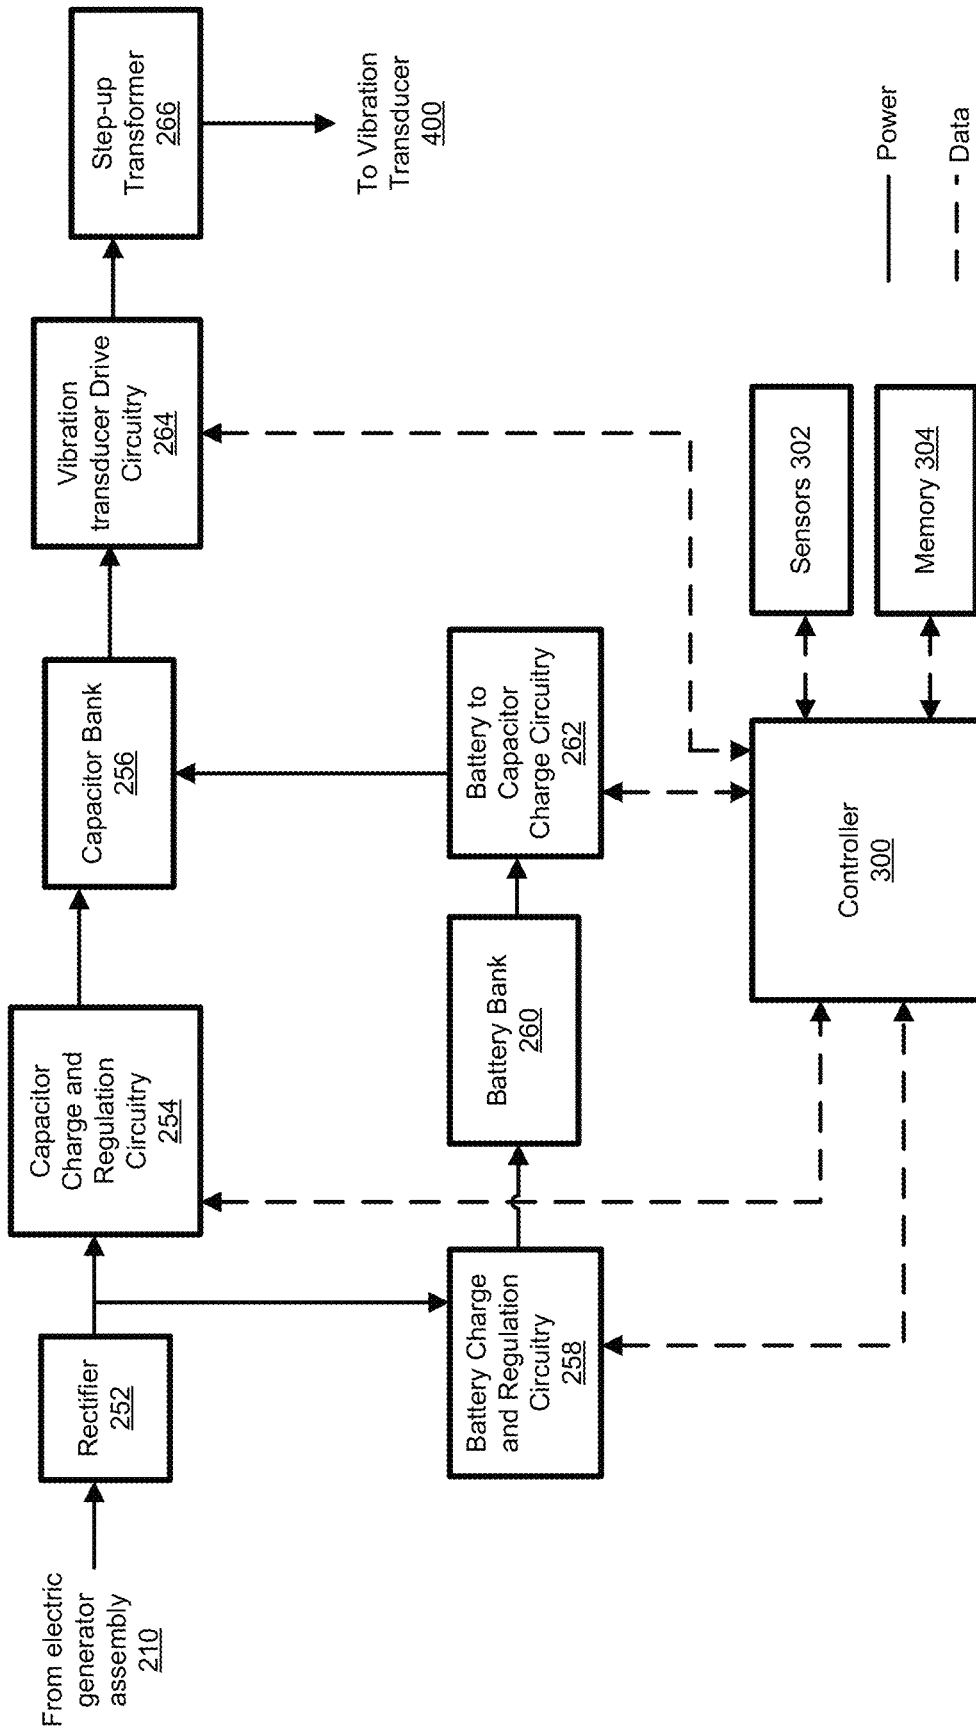 From electric
generator
assembly
210
Rectifier
252
Capacitor
Charge and
Regulation
Circuitry
254
Capacitor Bank
256
Vibration
transducer Drive
Circuitry
264
Step-up
Transformer
266
To Vibration
Transducer
400
Battery Charge
and Regulation
Circuitry
258
Battery Bank
260
Battery to
Capacitor
Charge Circuitry
262
Controller
300
Sensors 302
Memory 304
Power
Data